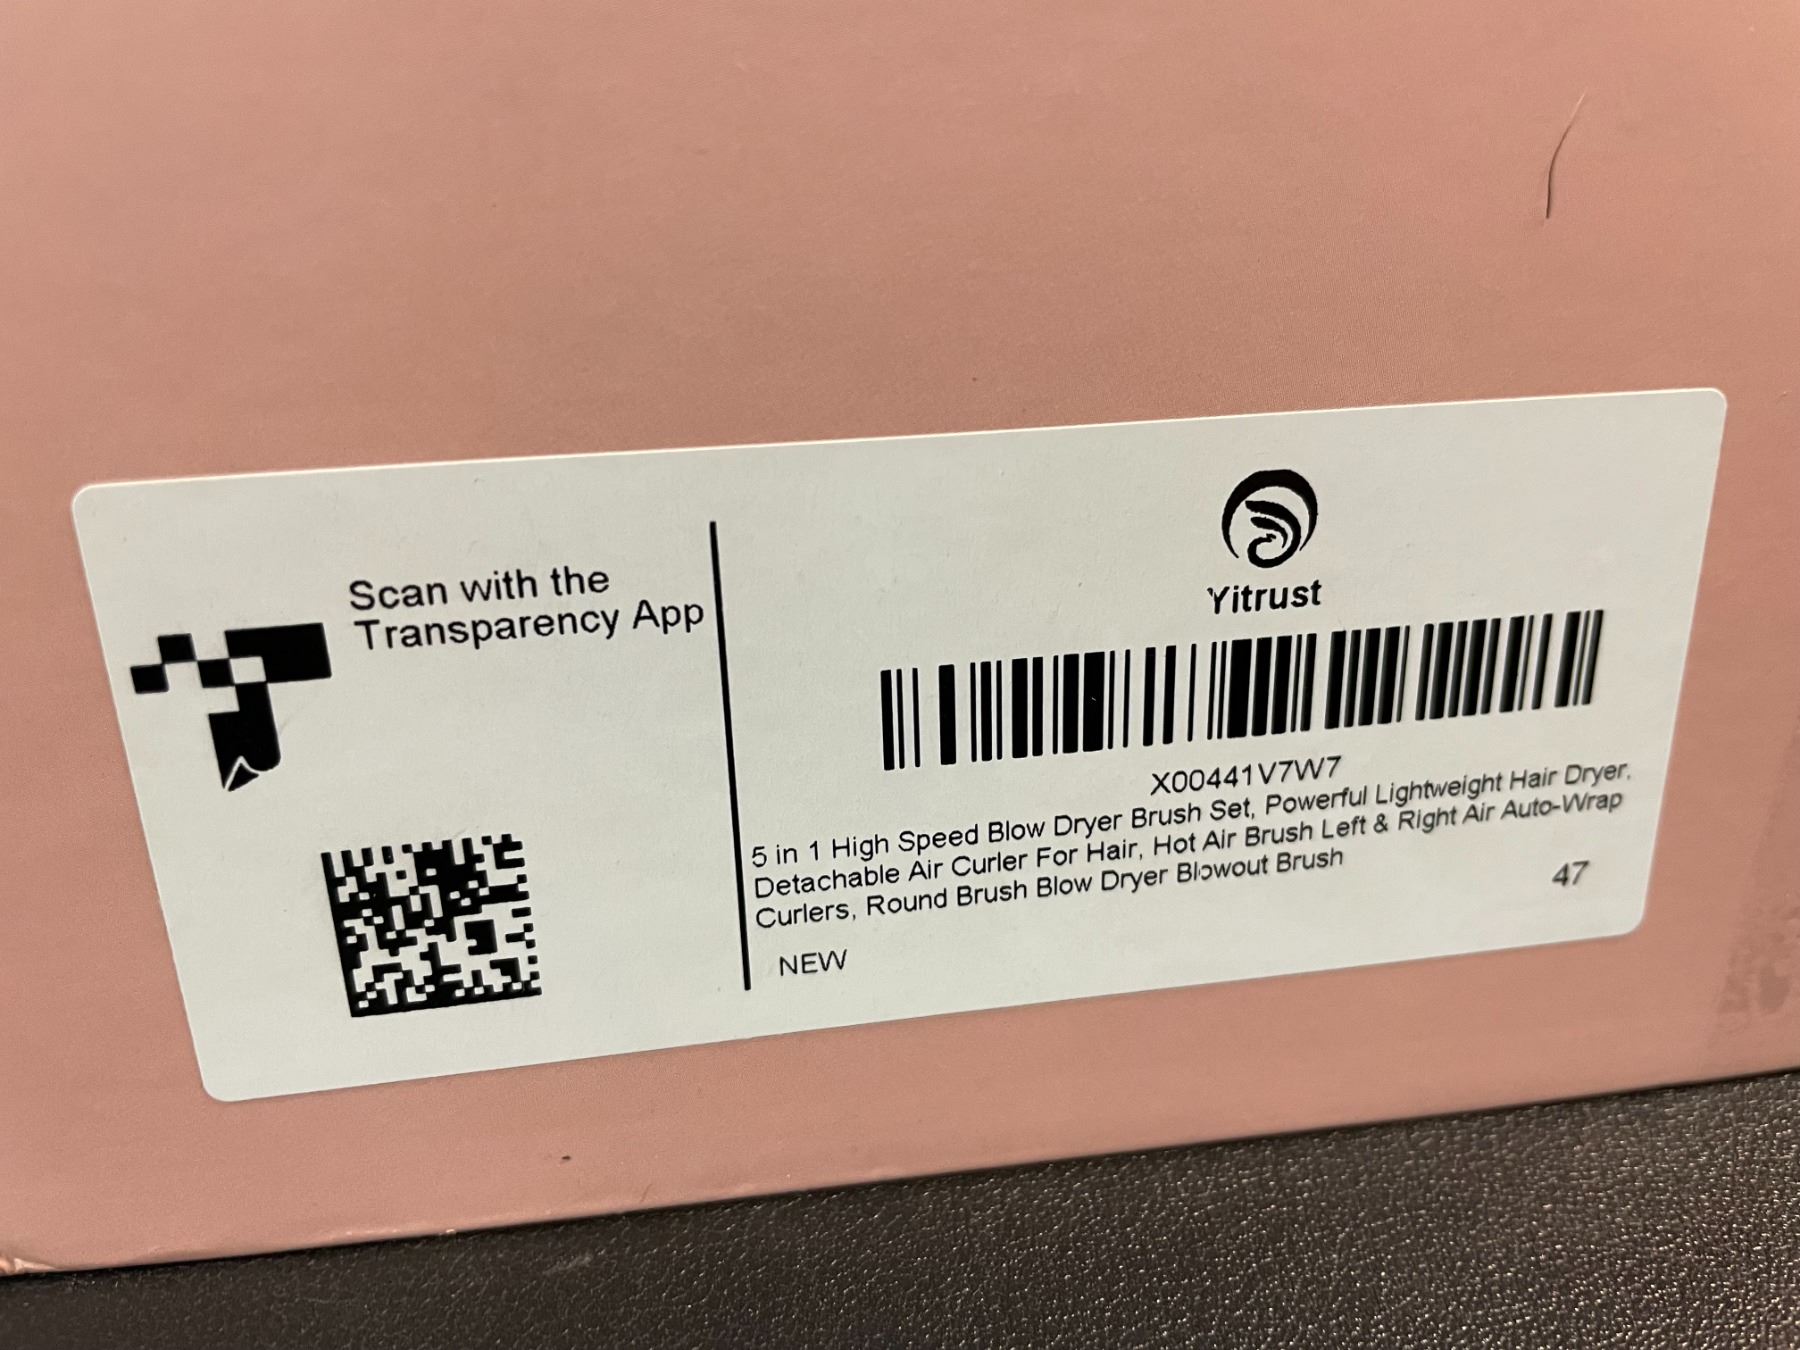 Scan with the
Transparency App
Yitrust
X00441V7W7
5 in 1 High Speed Blow Dryer Brush Set, Powerful Lightweight Hair Dryer,
Detachable Air Curler For Hair, Hot Air Brush Left & Right Air Auto-Wrap
Curlers, Round Brush Blow Dryer Blowout Brush
47
NEW